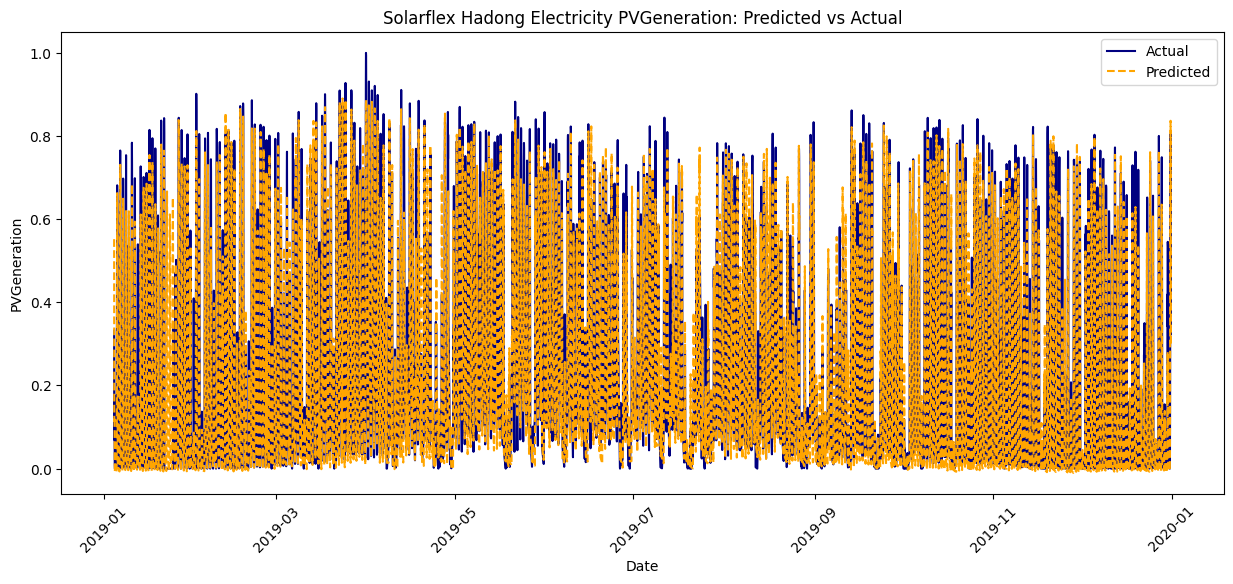 Solarflex Hadong Electricity PVGeneration: Predicted vs Actual
Actual
Predicted
PVGeneration
1.0
0.8
0.6
0.4
0.2
0.0
2019-01
2019-03
2019-05
2019-07
2019-09
2019-11
2020-01
Date